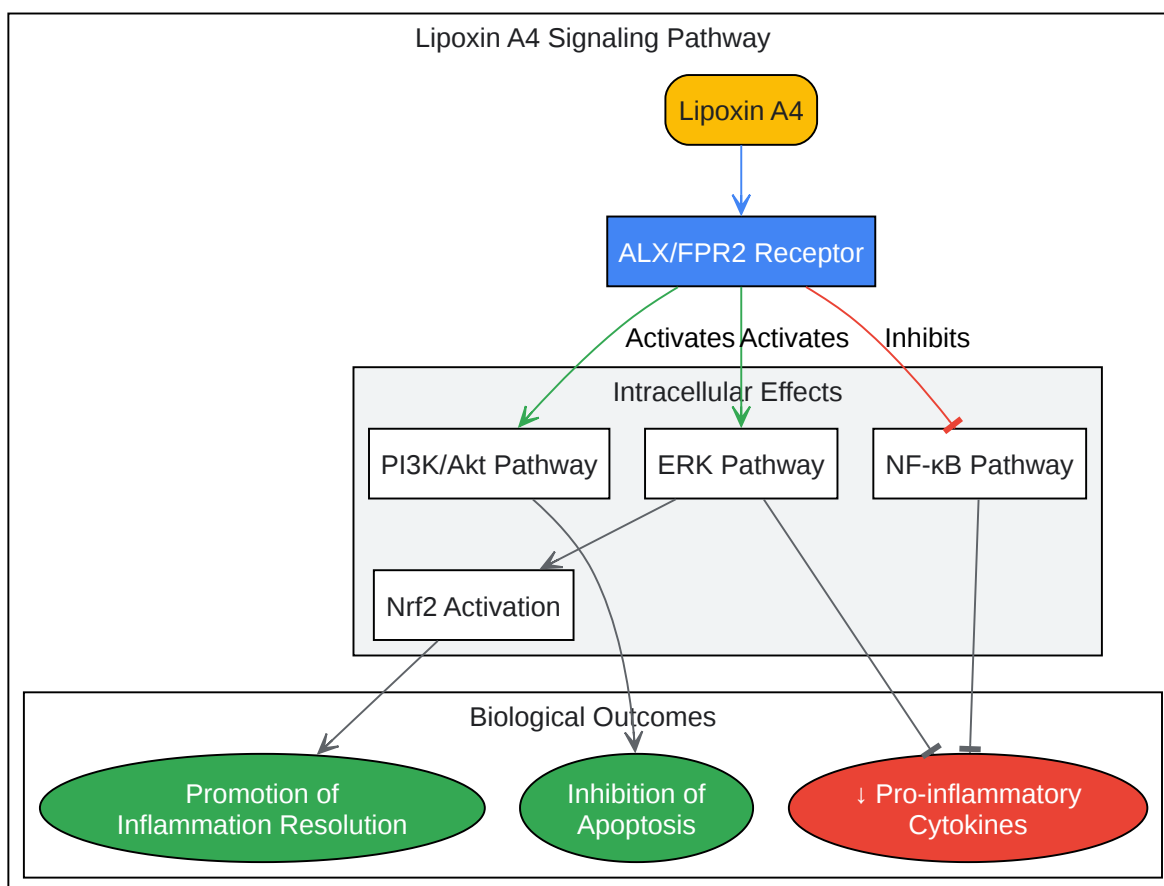 Lipoxin A4 Signaling Pathway
Lipoxin A4
ALX/FPR2 Receptor
Activates
Activates
Inhibits
Intracellular Effects
PI3K/Akt Pathway
ERK Pathway
NF-κB Pathway
Nrf2 Activation
Biological Outcomes
Promotion of
Inflammation Resolution
Inhibition of
Apoptosis
↓ Pro-inflammatory
Cytokines